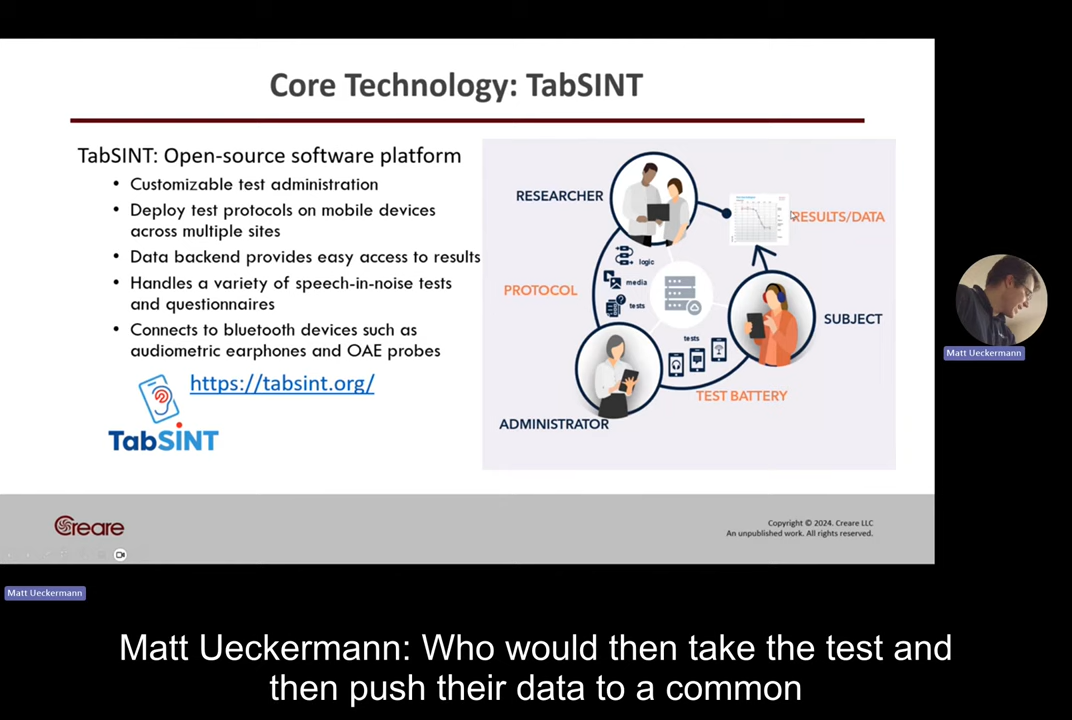 Core Technology: TabSINT
TabSINT: Open-source software platform
• Customizable test administration
• Deploy test protocols on mobile devices
across multiple sites
• Data backend provides easy access to results
• Handles a variety of speech-in-noise tests
and questionnaires
• Connects to bluetooth devices such as
audiometric earphones and OAE probes
https://tabsint.org/
TabSINT
RESEARCHER
RESULTS/DATA
logic
media
tests
PROTOCOL
SUBJECT
tests
TEST BATTERY
ADMINISTRATOR
Creare
Copyright © 2024. Creare LLC
An unpublished work. All rights reserved.
Matt Ueckermann
Matt Ueckermann
Matt Ueckermann: Who would then take the test and
then push their data to a common